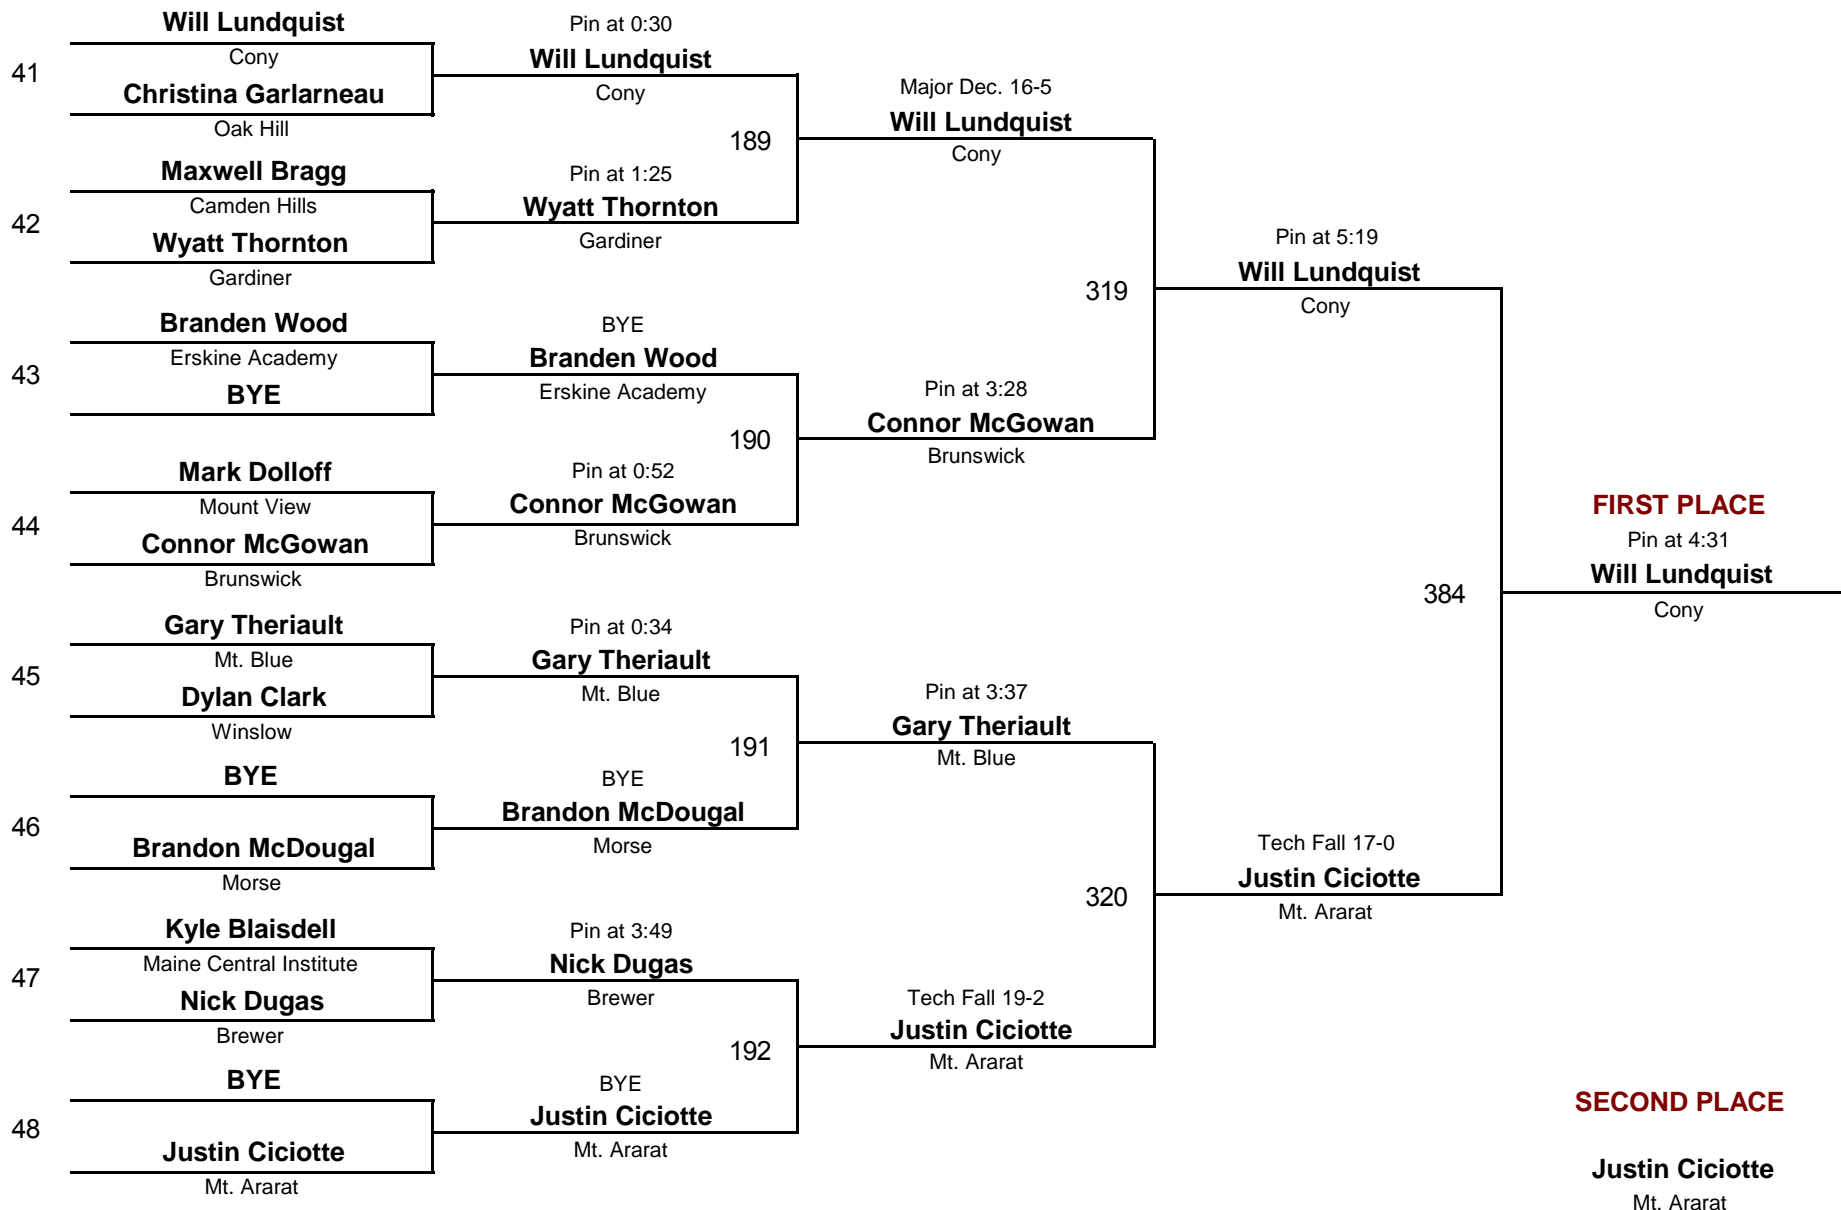 Will Lundquist
Cony
41
Christina Garlarneau
Oak Hill
Maxwell Bragg
Camden Hills
42
Wyatt Thornton
Gardiner
Branden Wood
Erskine Academy
43
BYE
Mark Dolloff
Mount View
44
Connor McGowan
Brunswick
Gary Theriault
Mt. Blue
45
Dylan Clark
Winslow
BYE
46
Brandon McDougal
Morse
Kyle Blaisdell
Maine Central Institute
47
Nick Dugas
Brewer
BYE
48
Justin Ciciotte
Mt. Ararat
Pin at 0:30
Will Lundquist
Cony
189
Pin at 1:25
Wyatt Thornton
Gardiner
BYE
Branden Wood
Erskine Academy
190
Pin at 0:52
Connor McGowan
Brunswick
Pin at 0:34
Gary Theriault
Mt. Blue
191
BYE
Brandon McDougal
Morse
Pin at 3:49
Nick Dugas
Brewer
192
BYE
Justin Ciciotte
Mt. Ararat
Major Dec. 16-5
Will Lundquist
Cony
319
Pin at 3:28
Connor McGowan
Brunswick
Pin at 3:37
Gary Theriault
Mt. Blue
320
Tech Fall 19-2
Justin Ciciotte
Mt. Ararat
Pin at 5:19
Will Lundquist
Cony
384
Tech Fall 17-0
Justin Ciciotte
Mt. Ararat
FIRST PLACE
Pin at 4:31
Will Lundquist
Cony
SECOND PLACE
Justin Ciciotte
Mt. Ararat